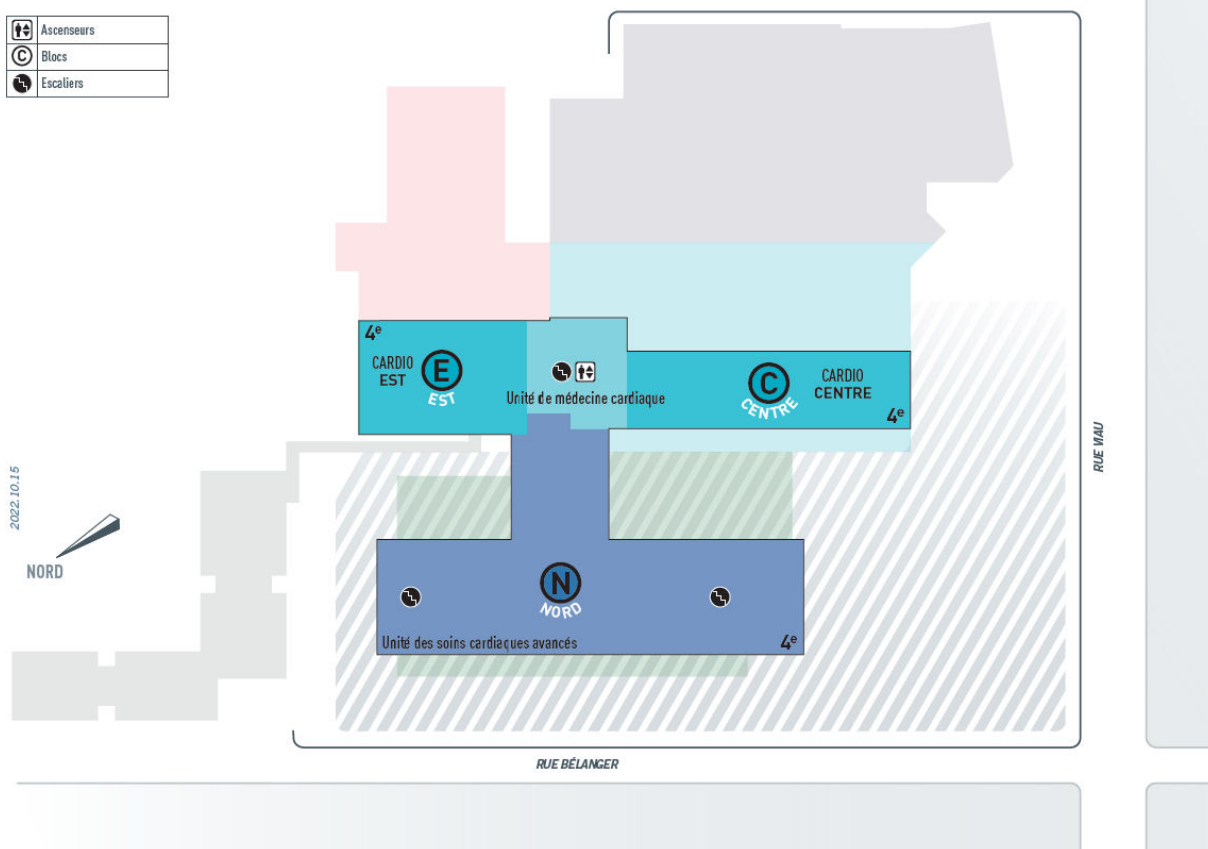 Ascenseurs
C Blocs
Escaliers
4e
CARDIO
EST
E
EST
Unité de médecine cardiaque
C
CENTRE
CARDIO
CENTRE
4e
RUE VIAU
2022.10.15
NORD
N
NORD
Unité des soins cardiaques avancés
4e
RUE BÉLANGER